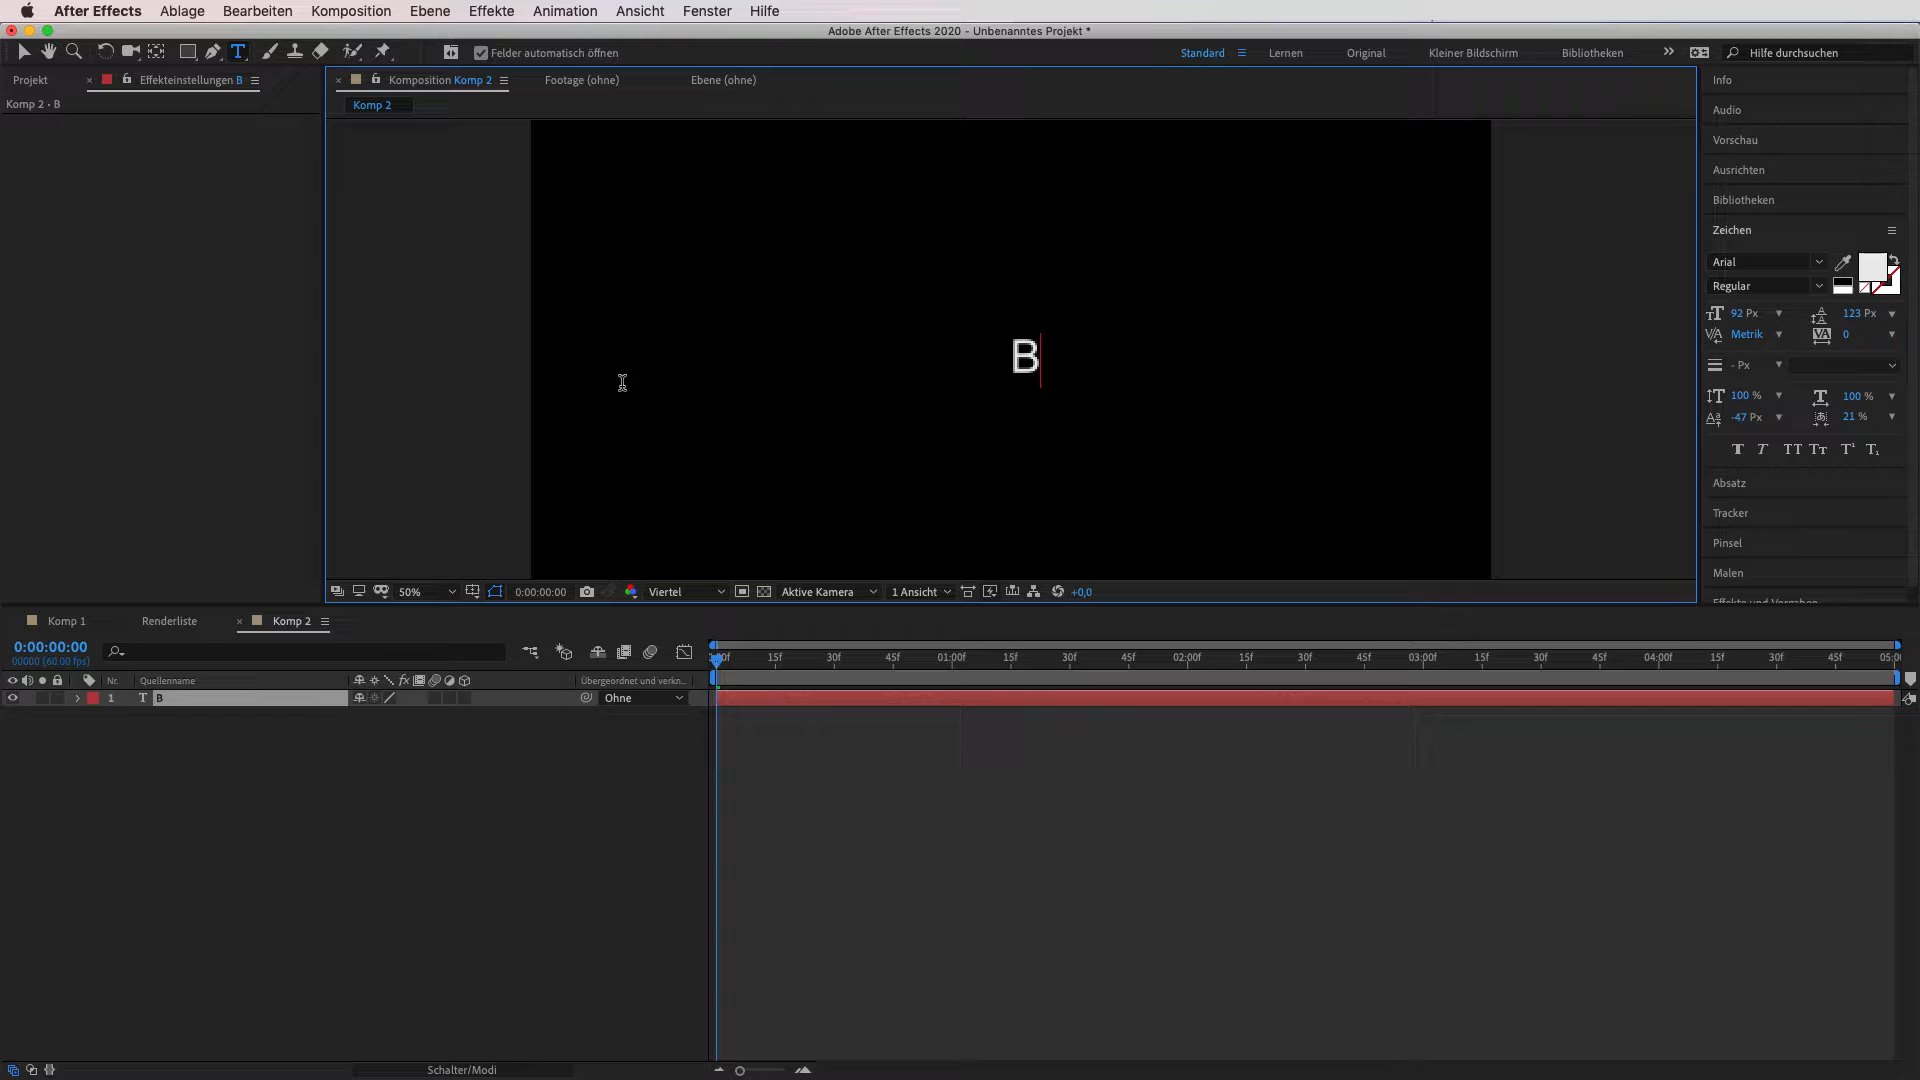 After Effects Ablage Bearbeiten Komposition Ebene Effekte Animation Ansicht Fenster Hilfe
Adobe After Effects 2020 - Unbenanntes Projekt *
Felder automatisch öffnen
Standard Lernen Original Kleiner Bildschirm Bibliotheken Hilfe durchsuchen
Projekt Effekteinstellungen B
Komposition Komp 2 Footage (ohne) Ebene (ohne)
Komp 2 • B
Komp 2
B
Info
Audio
Vorschau
Ausrichten
Bibliotheken
Zeichen
Arial
Regular
92 Px 123 Px
Metrik 0
- Px
100 % 100 %
-47 Px 21 %
Absatz
Tracker
Pinsel
Malen
Effekte und Vorgaben
50% 0:00:00:00 Viertel Aktive Kamera 1 Ansicht +0,0
Komp 1 Renderliste Komp 2
0:00:00:00
00000 (60.00 fps)
15f 30f 45f 01:00f 15f 30f 45f 02:00f 15f 30f 45f 03:00f 15f 30f 45f 04:00f 15f 30f 45f
Nr. Quellenname Übergeordnet und verkn...
1 T B Ohne
Schalter/Modi